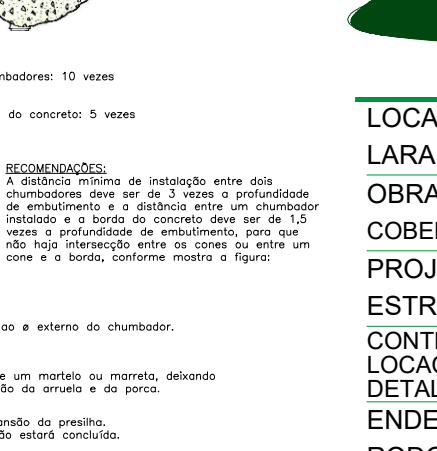 mbadores: 10 vezes
do concreto: 5 vezes
RECOMENDAÇÕES:
A distância mínima de instalação entre dois
chumbadores deve ser de 3 vezes a profundidade
de embutimento e a distância entre um chumbador
instalado e a borda do concreto deve ser de 1,5
vezes a profundidade de embutimento, para que
não haja intersecção entre os cones ou entre um
cone e a borda, conforme mostra a figura:
ao ø externo do chumbador.
e um martelo ou marreta, deixando
ão da arruela e da porca.
ansão da presilha.
ão estará concluída.
LOCA
LARA
OBRA
COBE
PROJ
ESTR
CONT
LOCAÇ
DETAL
ENDE